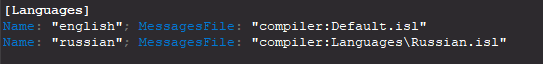 [Languages]
Name: "english"; MessagesFile: "compiler:Default.isl"
Name: "russian"; MessagesFile: "compiler:Languages\Russian.isl"